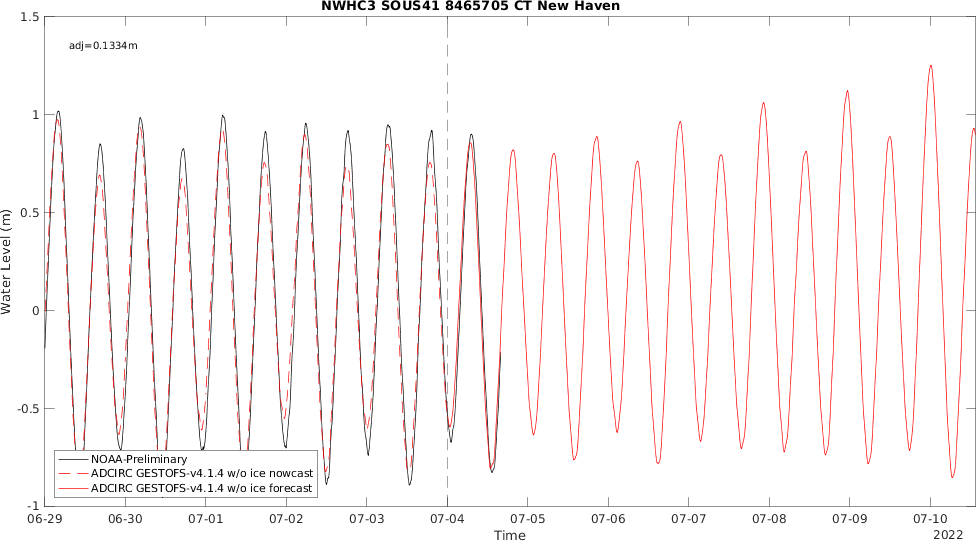 NWHC3 SOUS41 8465705 CT New Haven
1.5
adj=0.1334m
1
0.5
Water Level (m)
0
-0.5
NOAA-Preliminary
ADCIRC GESTOFS-v4.1.4 w/o ice nowcast
ADCIRC GESTOFS-v4.1.4 w/o ice forecast
-1
06-29 06-30 07-01 07-02 07-03 07-04 07-05 07-06 07-07 07-08 07-09 07-10
Time
2022